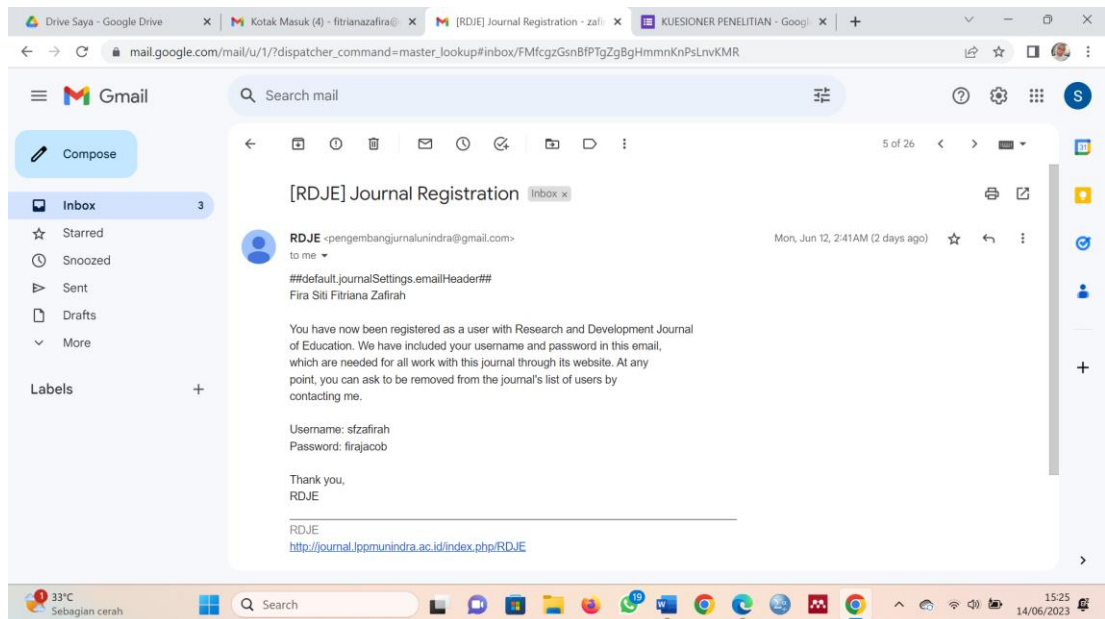 Drive Saya - Google Drive
Kotak Masuk (4) - fitrianazafira@
[RDJE] Journal Registration - zafi
KUESIONER PENELITIAN - Googl
mail.google.com/mail/u/1/?dispatcher_command=master_lookup#inbox/FMfcgzGsnBfPTgZgBgHmmnKnPsLnvKMR
Gmail
Search mail
S
Compose
5 of 26
31
[RDJE] Journal Registration Inbox x
Inbox 3
Starred
Snoozed
Sent
Drafts
More
Labels
RDJE <pengembangjurnalunindra@gmail.com>
Mon, Jun 12, 2:41AM (2 days ago)
to me
##default.journalSettings.emailHeader##
Fira Siti Fitriana Zafirah
You have now been registered as a user with Research and Development Journal
of Education. We have included your username and password in this email,
which are needed for all work with this journal through its website. At any
point, you can ask to be removed from the journal's list of users by
contacting me.
Username: sfzafirah
Password: firajacob
Thank you,
RDJE
RDJE
http://journal.lppmunindra.ac.id/index.php/RDJE
1
33°C
Sebagian cerah
Search
15:25
14/06/2023